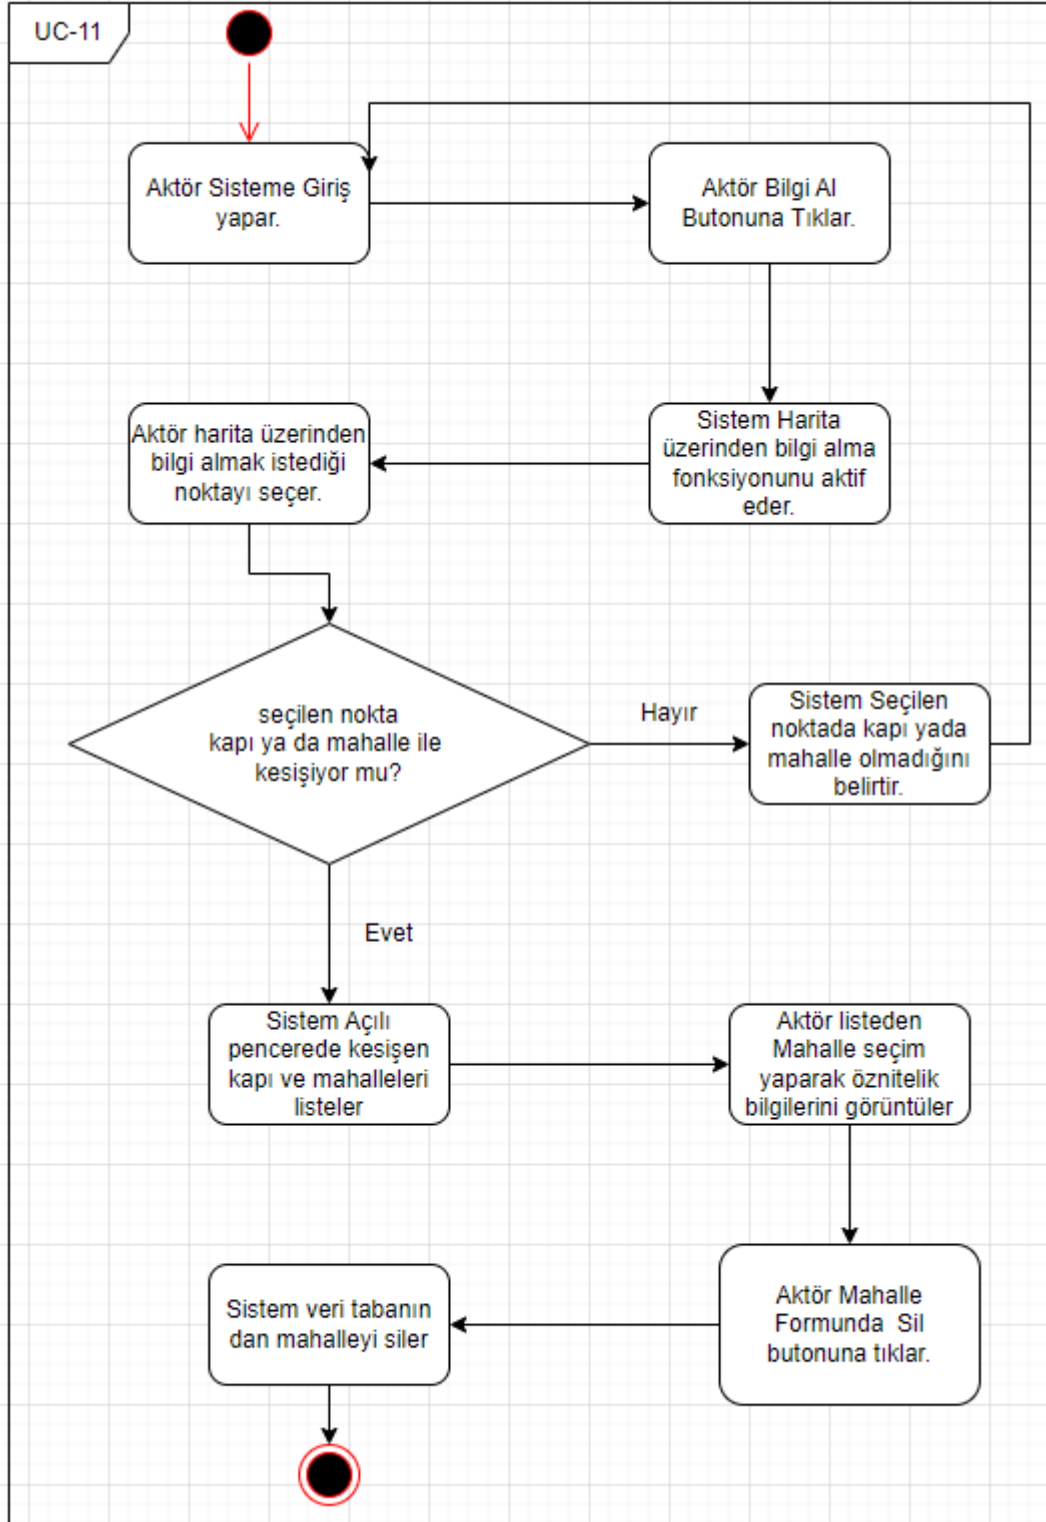 UC-11
Aktör Sisteme Giriş
yapar.
Aktör Bilgi Al
Butonuna Tıklar.
Sistem Harita
üzerinden bilgi alma
fonksiyonunu aktif
eder.
Aktör harita üzerinden
bilgi almak istediği
noktayı seçer.
seçilen nokta
kapı ya da mahalle ile
kesişiyor mu?
Hayır
Sistem Seçilen
noktada kapı yada
mahalle olmadığını
belirtir.
Evet
Sistem Açılı
pencerede kesişen
kapı ve mahalleleri
listeler
Aktör listeden
Mahalle seçim
yaparak öznitelik
bilgilerini görüntüler
Aktör Mahalle
Formunda  Sil
butonuna tıklar.
Sistem veri tabanın
dan mahalleyi siler